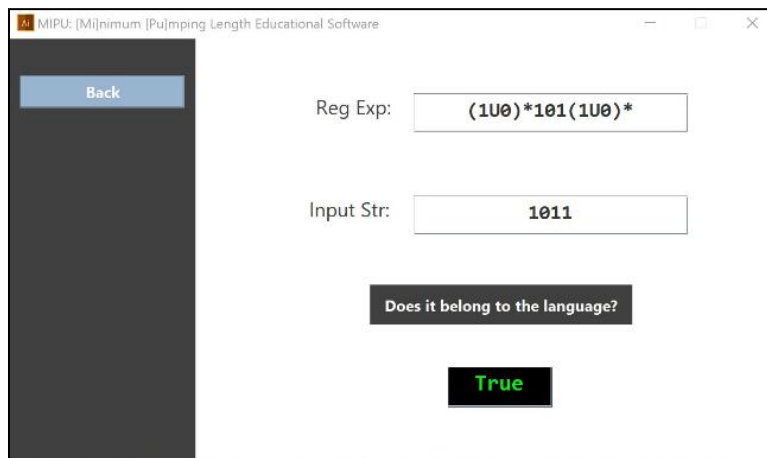 Ai MIPU: [Mi]nimum [Pu]mping Length Educational Software
Back
Reg Exp: (1U0)*101(1U0)*
Input Str: 1011
Does it belong to the language?
True